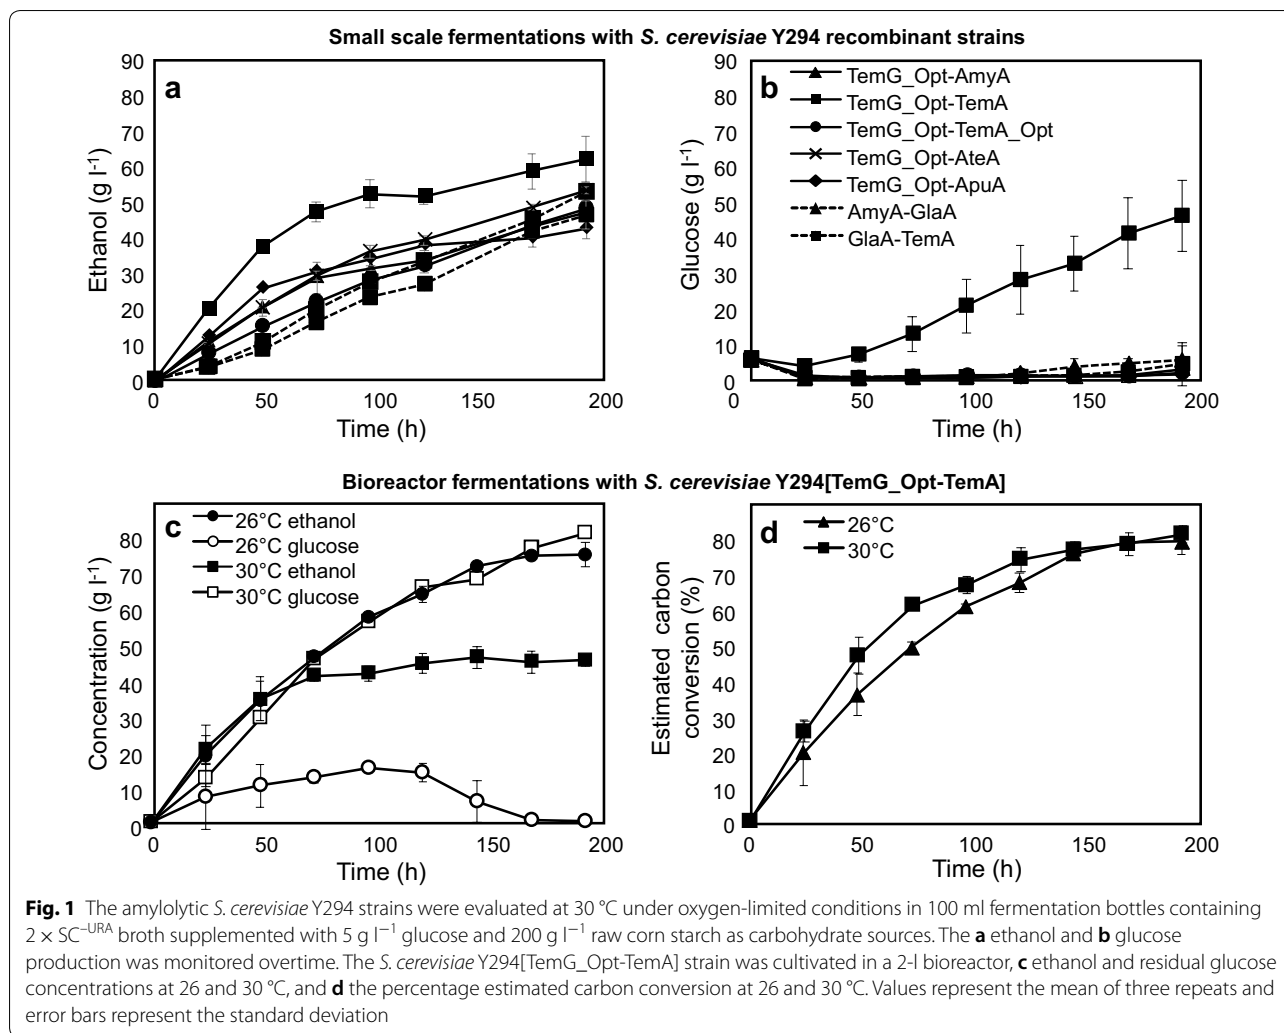 Small scale fermentations with S. cerevisiae Y294 recombinant strains
a
90
80
70
60
50
40
30
20
10
0
Ethanol (g l-1)
0 50 100 150 200
Time (h)
b
90
80
70
60
50
40
30
20
10
0
Glucose (g l-1)
TemG_Opt-AmyA
TemG_Opt-TemA
TemG_Opt-TemA_Opt
TemG_Opt-AteA
TemG_Opt-ApuA
AmyA-GlaA
GlaA-TemA
0 50 100 150 200
Time (h)
Bioreactor fermentations with S. cerevisiae Y294[TemG_Opt-TemA]
c
80
70
60
50
40
30
20
10
0
Concentration (g l-1)
26°C ethanol
26°C glucose
30°C ethanol
30°C glucose
0 50 100 150 200
Time (h)
d
80
70
60
50
40
30
20
10
0
Estimated carbon
conversion (%)
26°C
30°C
0 50 100 150 200
Time (h)
Fig. 1 The amylolytic S. cerevisiae Y294 strains were evaluated at 30 °C under oxygen-limited conditions in 100 ml fermentation bottles containing
2 × SC−URA broth supplemented with 5 g l−1 glucose and 200 g l−1 raw corn starch as carbohydrate sources. The a ethanol and b glucose
production was monitored overtime. The S. cerevisiae Y294[TemG_Opt-TemA] strain was cultivated in a 2-l bioreactor, c ethanol and residual glucose
concentrations at 26 and 30 °C, and d the percentage estimated carbon conversion at 26 and 30 °C. Values represent the mean of three repeats and
error bars represent the standard deviation